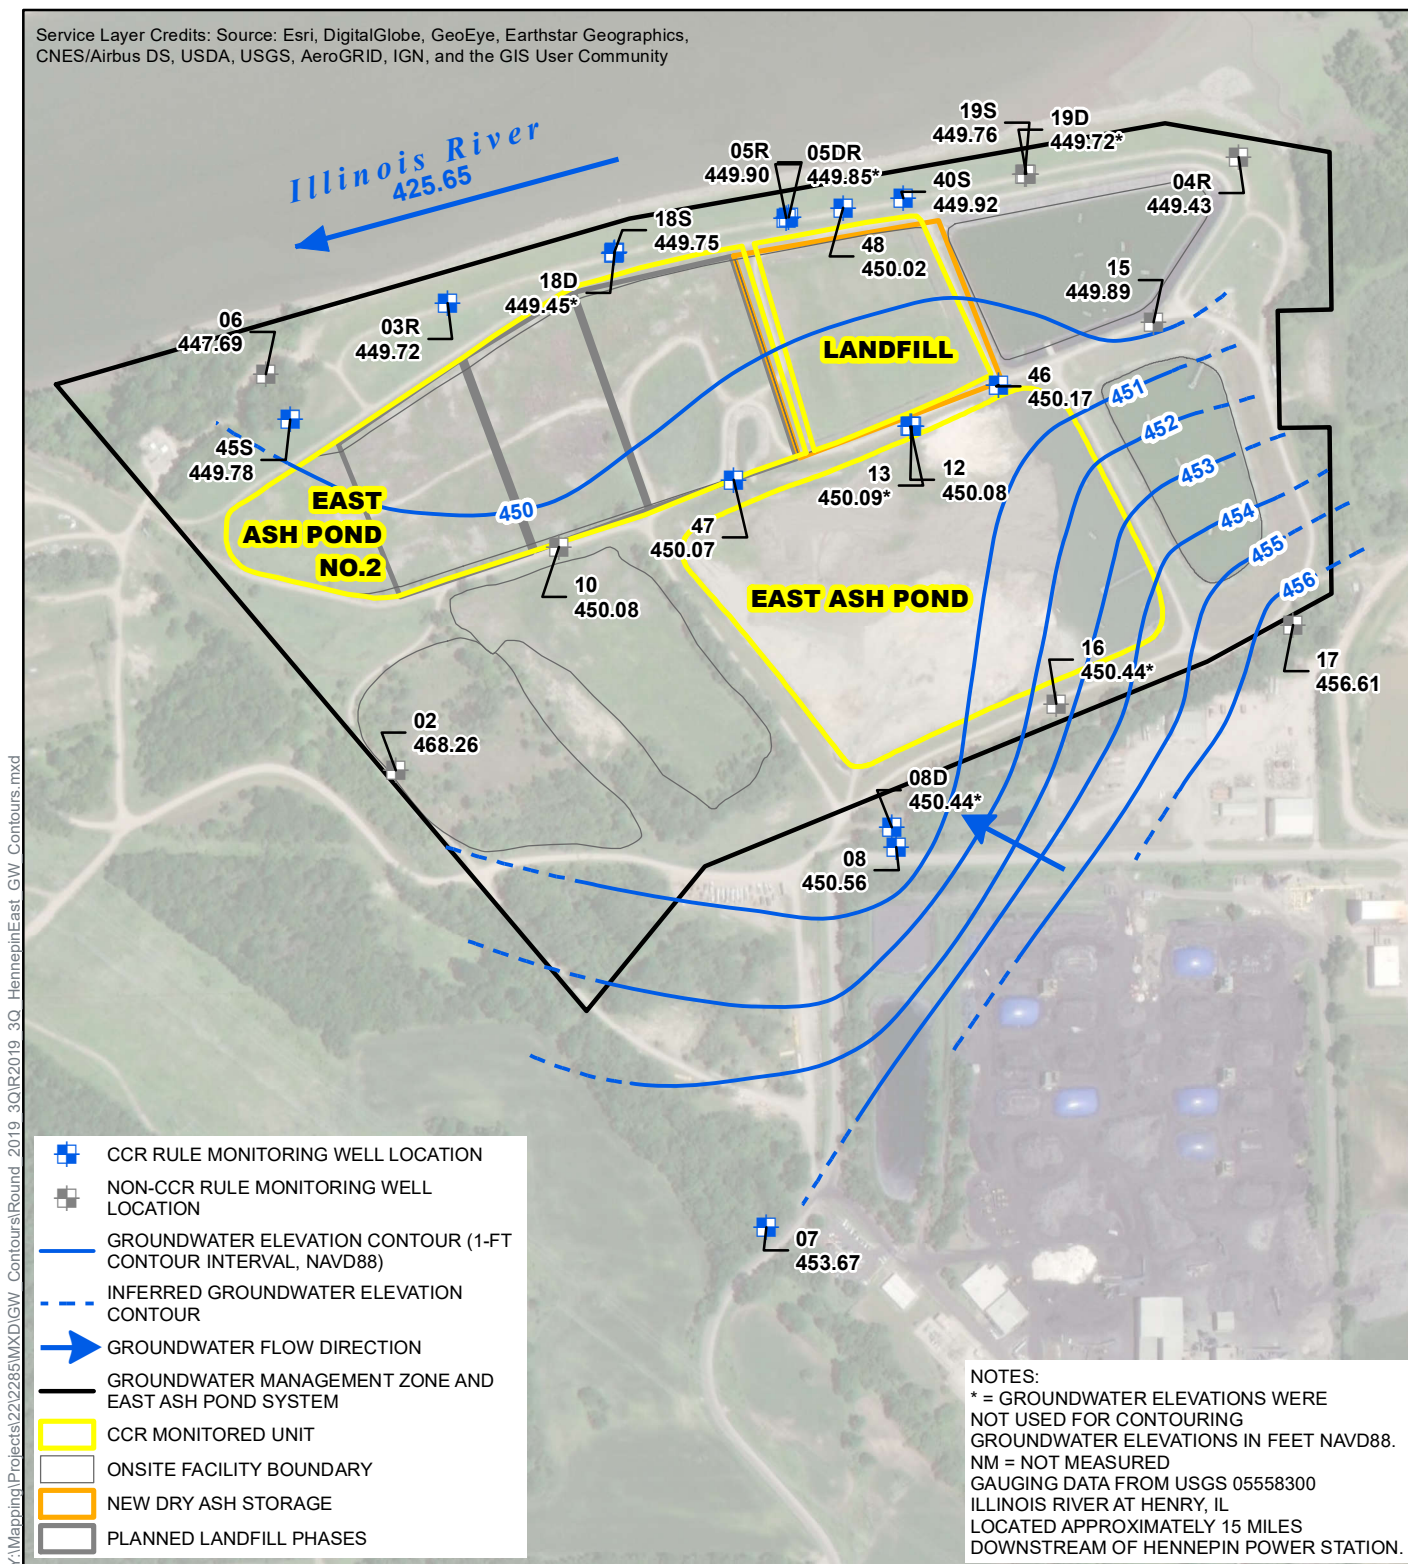 Service Layer Credits: Source: Esri, DigitalGlobe, GeoEye, Earthstar Geographics,
CNES/Airbus DS, USDA, USGS, AeroGRID, IGN, and the GIS User Community
Illinois River
425.65
19S
449.76
19D
449.72*
05R
449.90
05DR
449.85*
40S
449.92
04R
449.43
18S
449.75
48
450.02
15
449.89
18D
449.45*
06
447.69
03R
449.72
LANDFILL
46
450.17
451
452
45S
449.78
453
13
450.09*
12
450.08
EAST
ASH POND
NO.2
450
454
47
450.07
455
10
450.08
EAST ASH POND
456
16
450.44*
17
456.61
02
468.26
08D
450.44*
08
450.56
07
453.67
CCR RULE MONITORING WELL LOCATION
NON-CCR RULE MONITORING WELL
LOCATION
GROUNDWATER ELEVATION CONTOUR (1-FT
CONTOUR INTERVAL, NAVD88)
INFERRED GROUNDWATER ELEVATION
CONTOUR
GROUNDWATER FLOW DIRECTION
GROUNDWATER MANAGEMENT ZONE AND
EAST ASH POND SYSTEM
CCR MONITORED UNIT
ONSITE FACILITY BOUNDARY
NEW DRY ASH STORAGE
PLANNED LANDFILL PHASES
NOTES:
* = GROUNDWATER ELEVATIONS WERE
NOT USED FOR CONTOURING
GROUNDWATER ELEVATIONS IN FEET NAVD88.
NM = NOT MEASURED
GAUGING DATA FROM USGS 05558300
ILLINOIS RIVER AT HENRY, IL
LOCATED APPROXIMATELY 15 MILES
DOWNSTREAM OF HENNEPIN POWER STATION.
Y:\Mapping\Projects\22\2285\MXD\GW_Contours\Round_2019_3Q\R2019_3Q_HennepinEast_GW_Contours.mxd